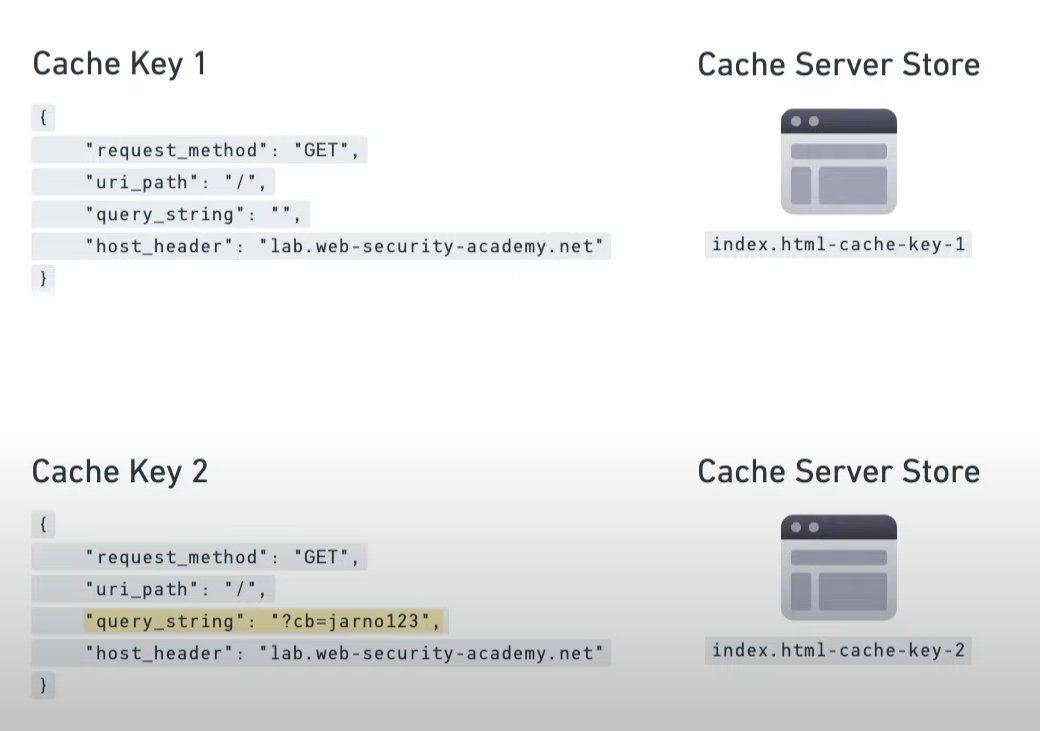 Cache Key 1
{
"request_method": "GET",
"uri_path": "/",
"query_string": "",
"host_header": "lab.web-security-academy.net"
}
Cache Server Store
index.html-cache-key-1
Cache Key 2
{
"request_method": "GET",
"uri_path": "/",
"query_string": "?cb=jarno123",
"host_header": "lab.web-security-academy.net"
}
Cache Server Store
index.html-cache-key-2